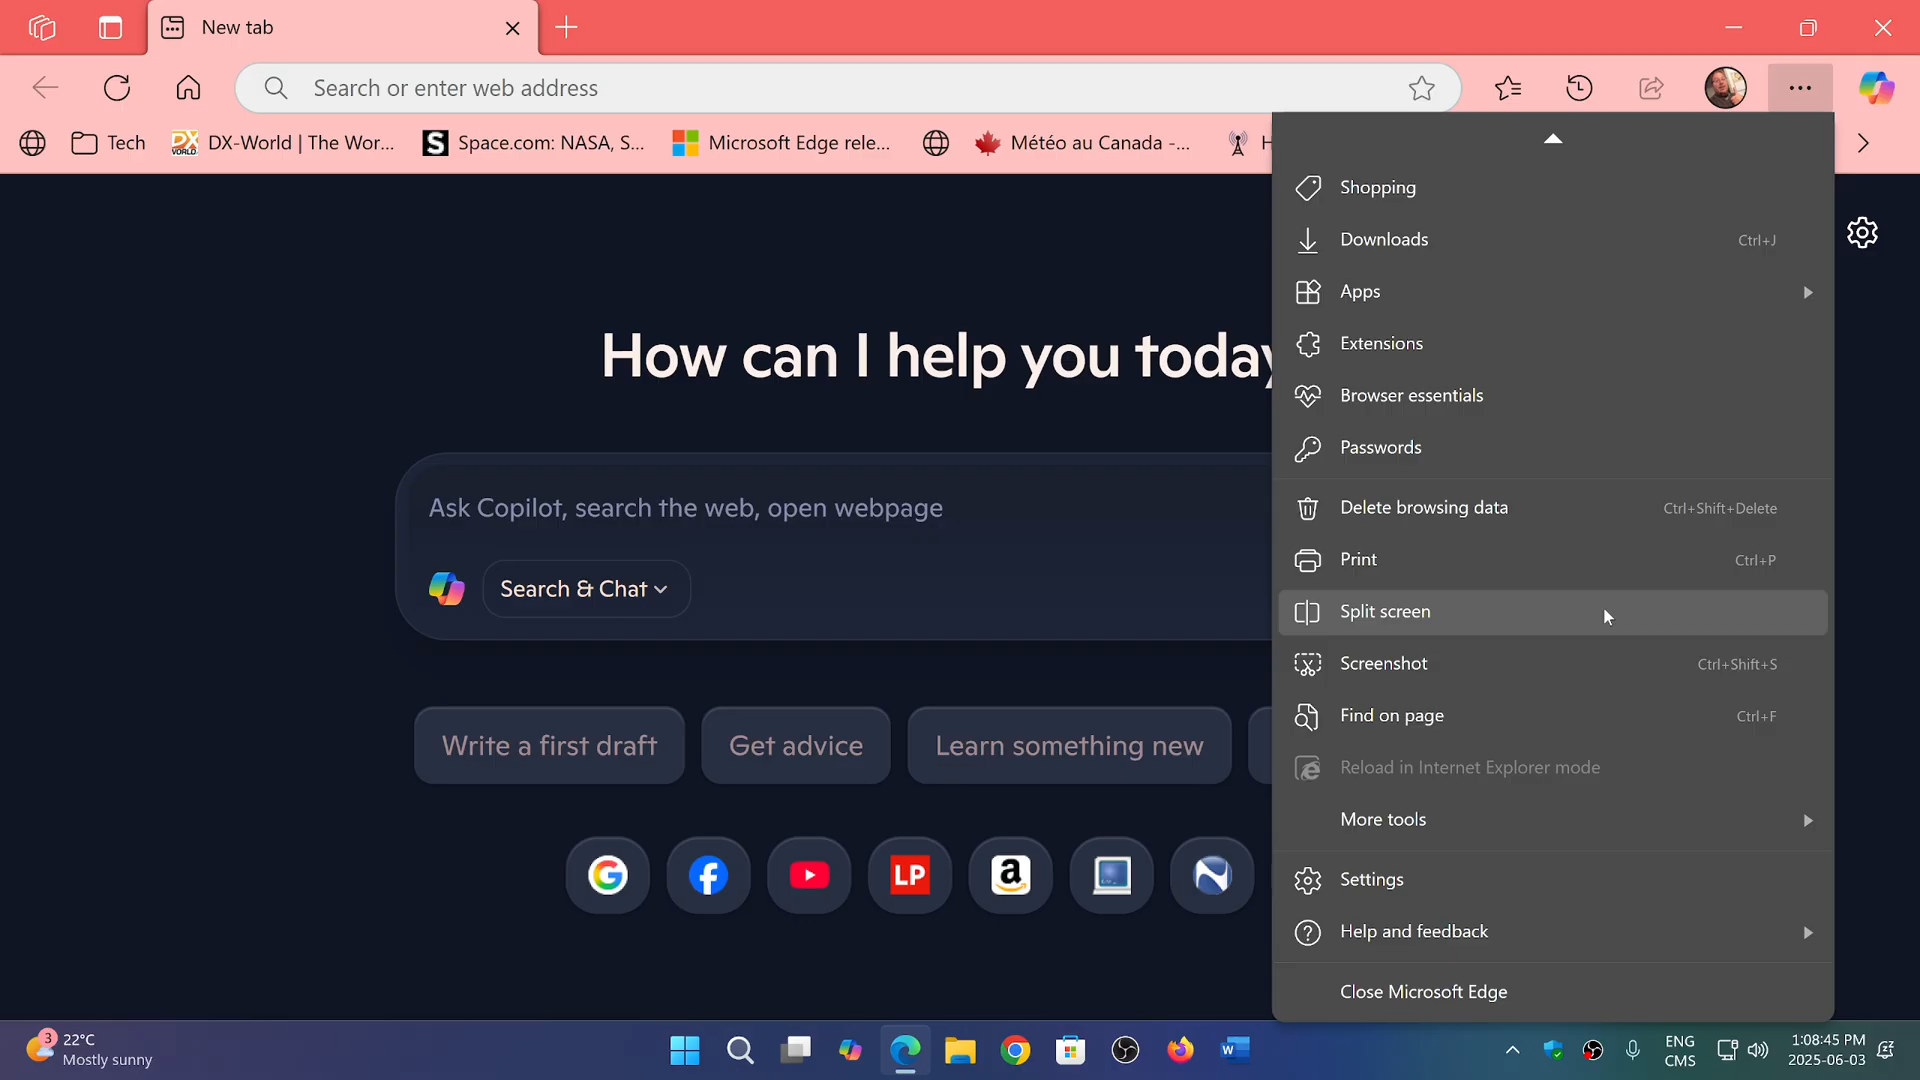 New tab
Search or enter web address
Tech
DX-World | The Wor...
Space.com: NASA, S...
Microsoft Edge rele...
Météo au Canada -...
H
How can I help you today
Ask Copilot, search the web, open webpage
Search & Chat
Write a first draft
Get advice
Learn something new
LP
Shopping
Downloads Ctrl+J
Apps
Extensions
Browser essentials
Passwords
Delete browsing data Ctrl+Shift+Delete
Print Ctrl+P
Split screen
Screenshot Ctrl+Shift+S
Find on page Ctrl+F
Reload in Internet Explorer mode
More tools
Settings
Help and feedback
Close Microsoft Edge
3
22°C
Mostly sunny
ENG
CMS
1:08:45 PM
2025-06-03